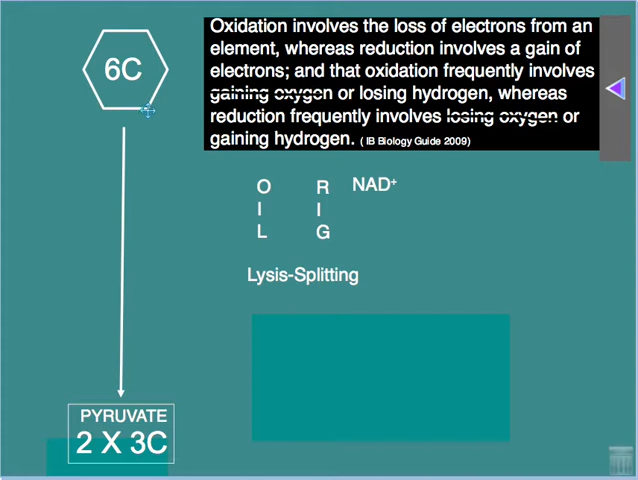 6C
Oxidation involves the loss of electrons from an
element, whereas reduction involves a gain of
electrons; and that oxidation frequently involves
gaining oxygen or losing hydrogen, whereas
reduction frequently involves losing oxygen or
gaining hydrogen. ( IB Biology Guide 2009)
O R NAD+
I I
L G
Lysis-Splitting
PYRUVATE
2 X 3C